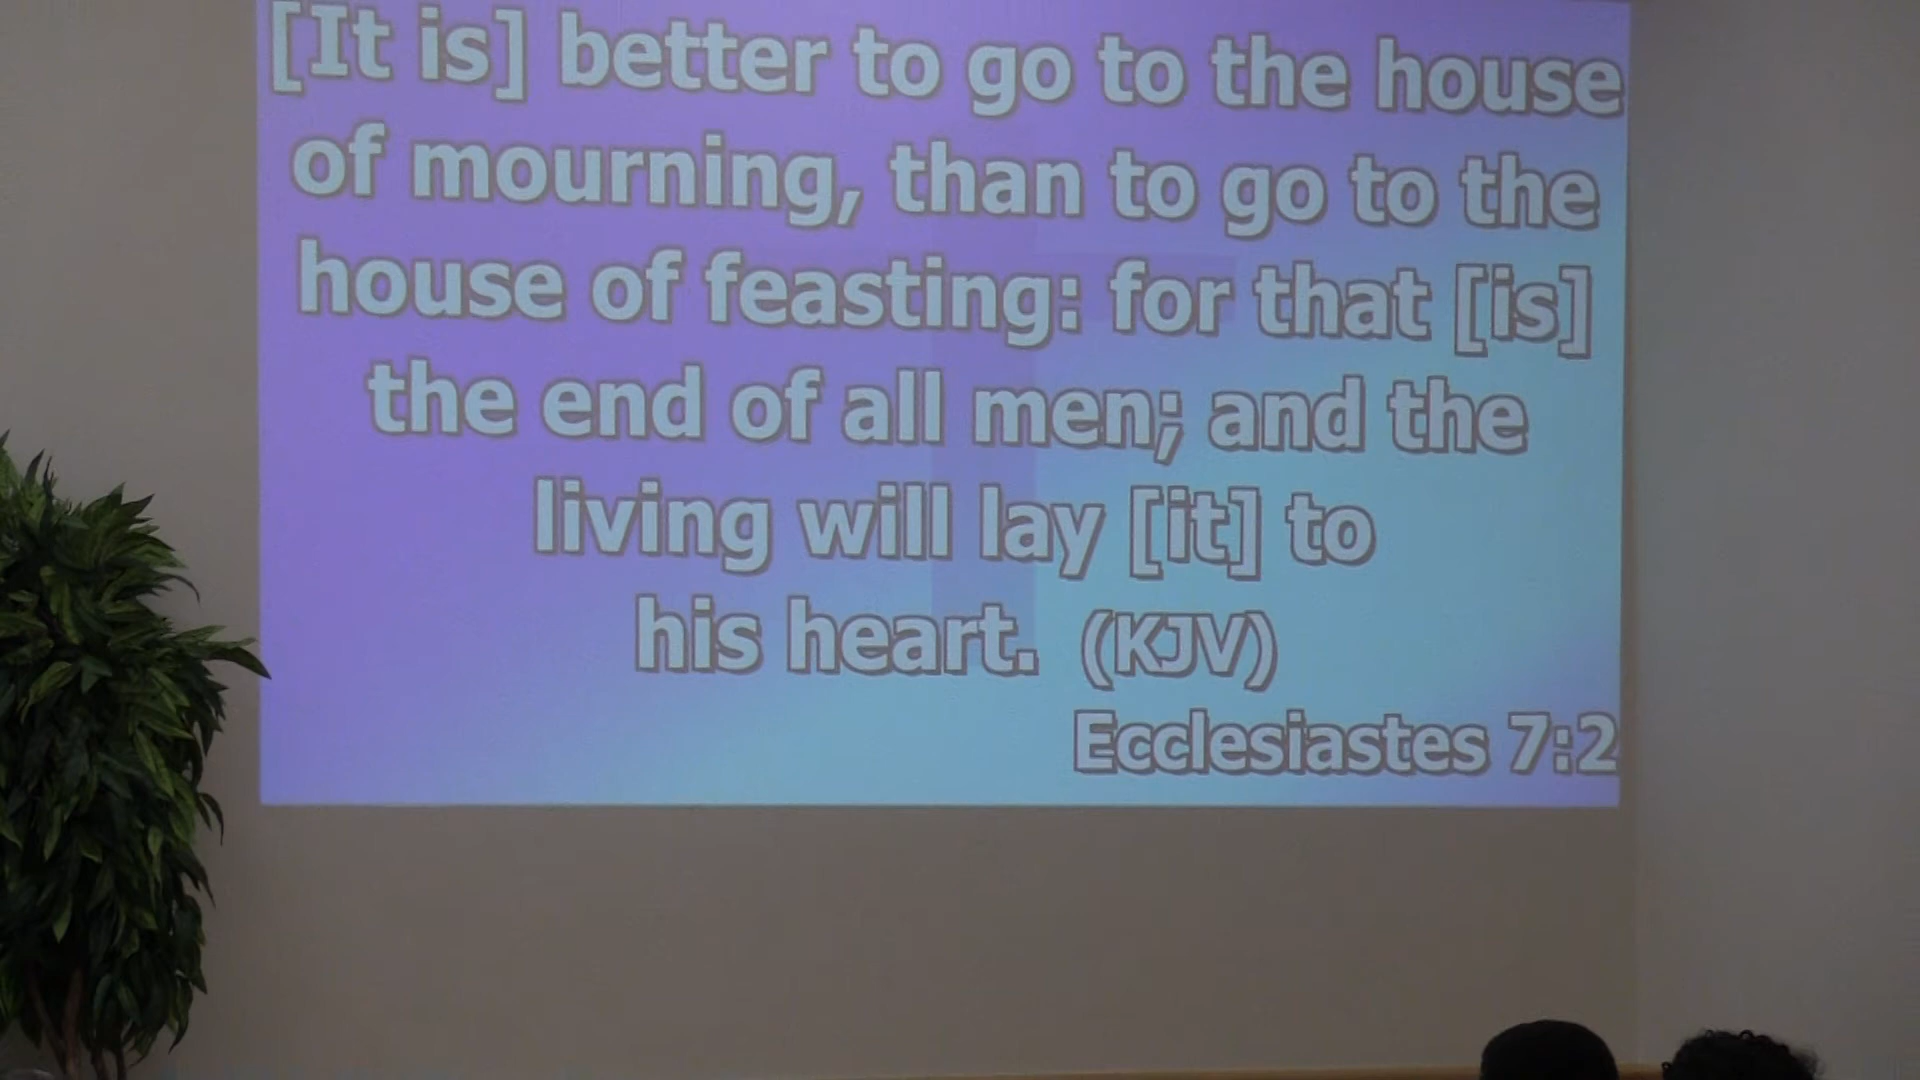 [It is] better to go to the house
of mourning, than to go to the
house of feasting: for that [is]
the end of all men; and the
living will lay [it] to
his heart. (KJV)
Ecclesiastes 7:2